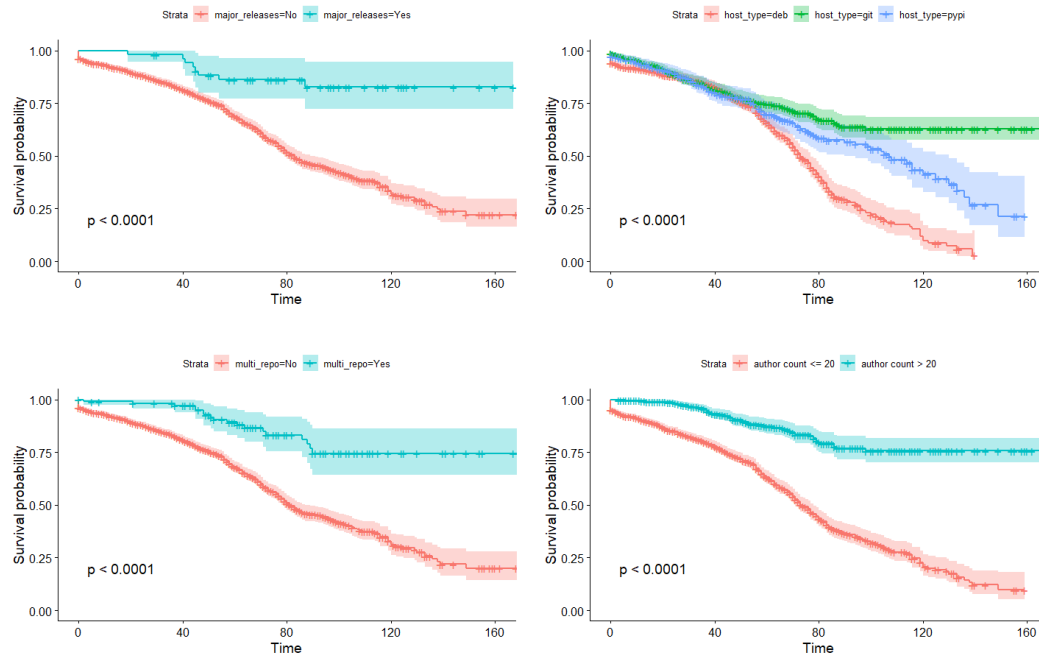 Strata major_releases=No major_releases=Yes
1.00
0.75
0.50
0.25
0.00
Survival probability
p < 0.0001
0 40 80 120 160
Time
Strata host_type=deb host_type=git host_type=pypi
1.00
0.75
0.50
0.25
0.00
Survival probability
p < 0.0001
0 40 80 120 160
Time
Strata multi_repo=No multi_repo=Yes
1.00
0.75
0.50
0.25
0.00
Survival probability
p < 0.0001
0 40 80 120 160
Time
Strata author count <= 20 author count > 20
1.00
0.75
0.50
0.25
0.00
Survival probability
p < 0.0001
0 40 80 120 160
Time